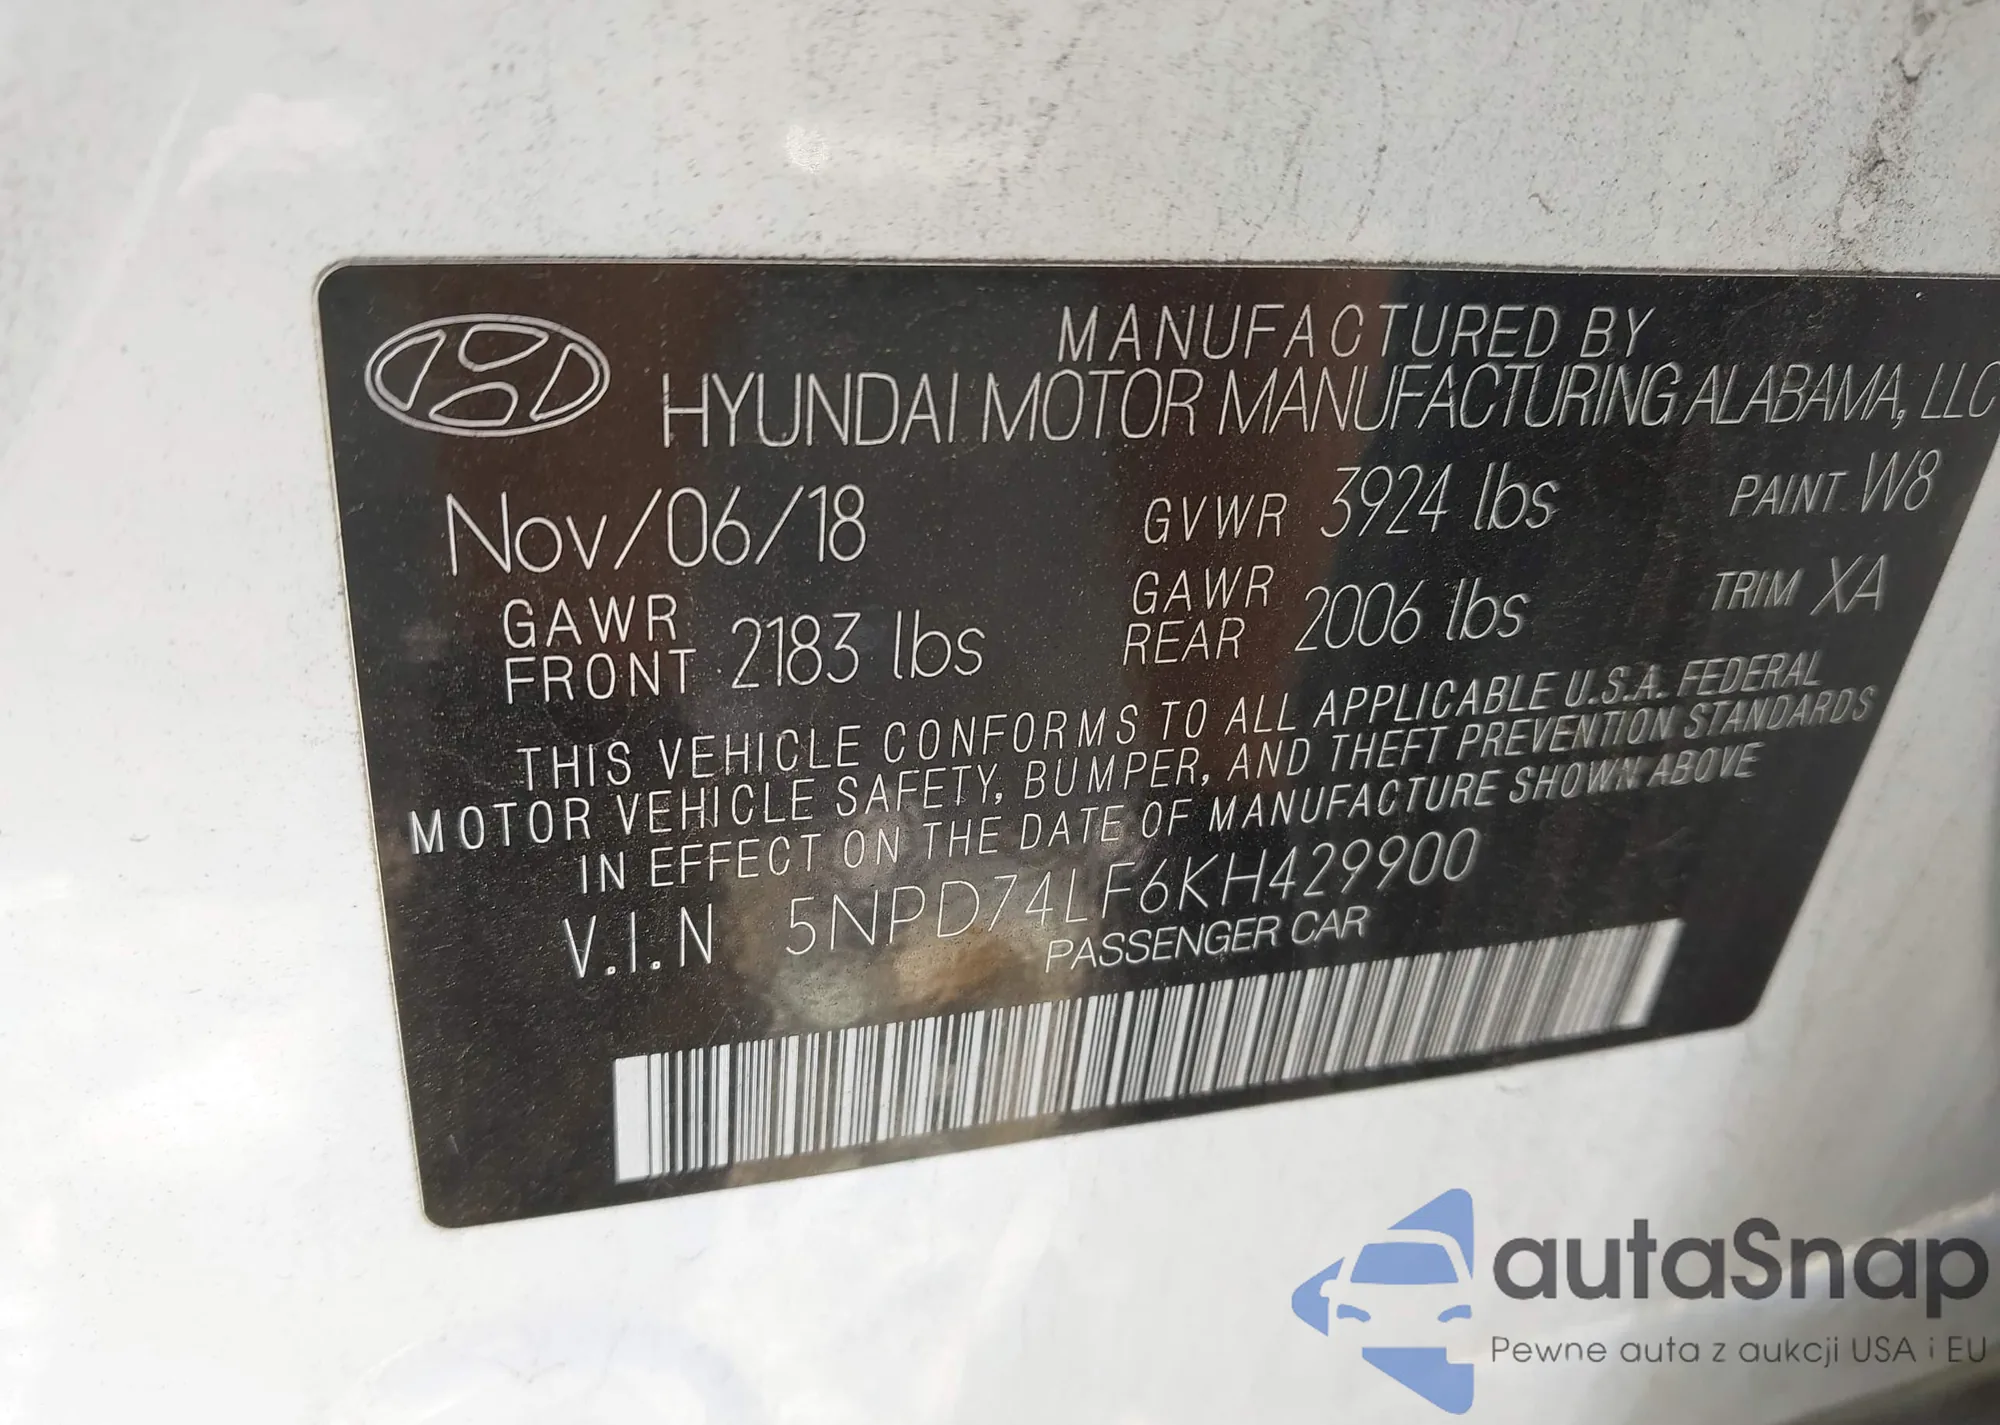 MANUFACTURED BY
HYUNDAI MOTOR MANUFACTURING ALABAMA, LLC
Nov/06/18 GVWR 3924 lbs PAINT W8
GAWR FRONT 2183 lbs GAWR REAR 2006 lbs TRIM XA
THIS VEHICLE CONFORMS TO ALL APPLICABLE U.S.A. FEDERAL
MOTOR VEHICLE SAFETY, BUMPER, AND THEFT PREVENTION STANDARDS
IN EFFECT ON THE DATE OF MANUFACTURE SHOWN ABOVE
V.I.N 5NPD74LF6KH429900
PASSENGER CAR
autaSnap
Pewne auta z aukcji USA i EU